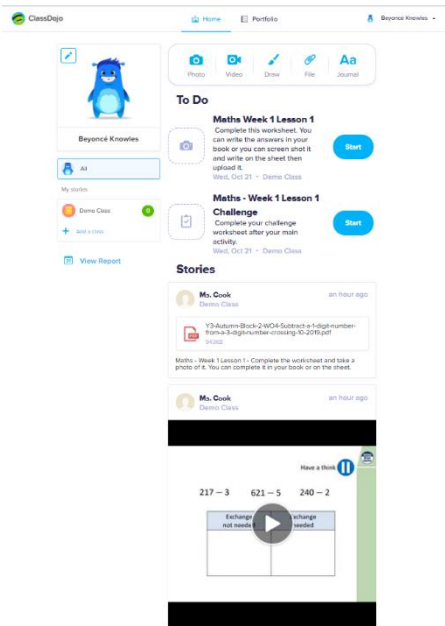 ClassDojo
Home
Portfolio
Beyoncé Knowles
Beyoncé Knowles
All
My stories
Demo Class
0
Add a class
View Report
Photo
Video
Draw
File
Aa
Journal
To Do
Maths Week 1 Lesson 1
Complete this worksheet. You
can write the answers in your
book or you can screen shot it
and write on the sheet then
upload it.
Wed, Oct 21 • Demo Class
Start
Maths - Week 1 Lesson 1
Challenge
Complete your challenge
worksheet after your main
activity.
Wed, Oct 21 • Demo Class
Start
Stories
Ms. Cook
Demo Class
an hour ago
PDF
Y3-Autumn-Block-2-WO4-Subtract-a-1-digit-number-
from-a-3-digit-number-crossing-10-2019.pdf
Maths - Week 1 Lesson 1 - Complete the worksheet and take a
photo of it. You can complete it in your book or on the sheet.
Ms. Cook
Demo Class
an hour ago
Have a think
217 – 3 621 – 5 240 – 2
Exchange
not needed
Exchange
needed